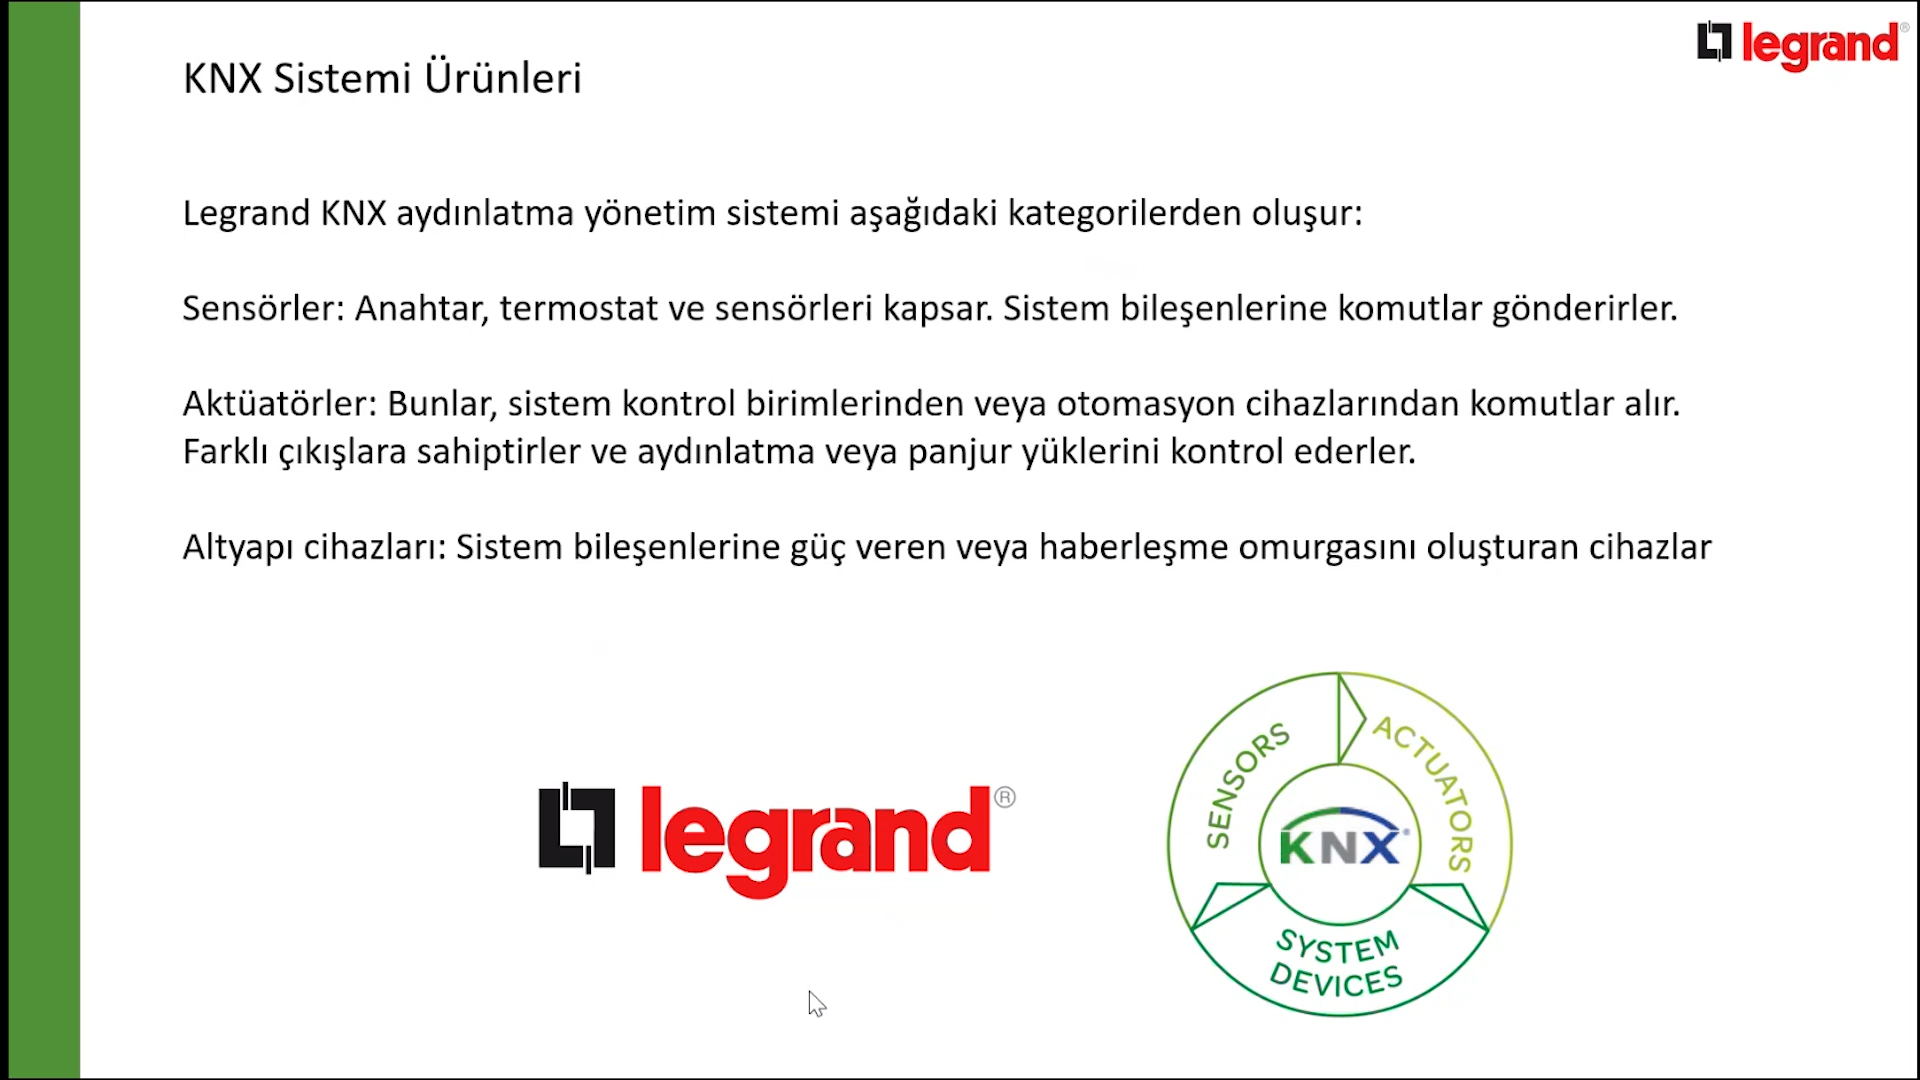 legrand®
KNX Sistemi Ürünleri
Legrand KNX aydınlatma yönetim sistemi aşağıdaki kategorilerden oluşur:
Sensörler: Anahtar, termostat ve sensörleri kapsar. Sistem bileşenlerine komutlar gönderirler.
Aktüatörler: Bunlar, sistem kontrol birimlerinden veya otomasyon cihazlarından komutlar alır.
Farklı çıkışlara sahiptirler ve aydınlatma veya panjur yüklerini kontrol ederler.
Altyapı cihazları: Sistem bileşenlerine güç veren veya haberleşme omurgasını oluşturan cihazlar
legrand®
SENSORS
ACTUATORS
KNX®
SYSTEM
DEVICES